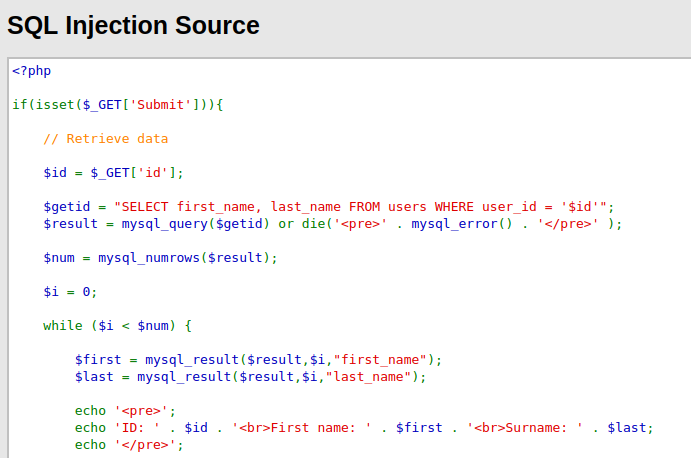 SQL Injection Source
<?php
if(isset($_GET['Submit'])){
// Retrieve data
$id = $_GET['id'];
$getid = "SELECT first_name, last_name FROM users WHERE user_id = '$id'";
$result = mysql_query($getid) or die('<pre>' . mysql_error() . '</pre>' );
$num = mysql_numrows($result);
$i = 0;
while ($i < $num) {
$first = mysql_result($result,$i,"first_name");
$last = mysql_result($result,$i,"last_name");
echo '<pre>';
echo 'ID: ' . $id . '<br>First name: ' . $first . '<br>Surname: ' . $last;
echo '</pre>';